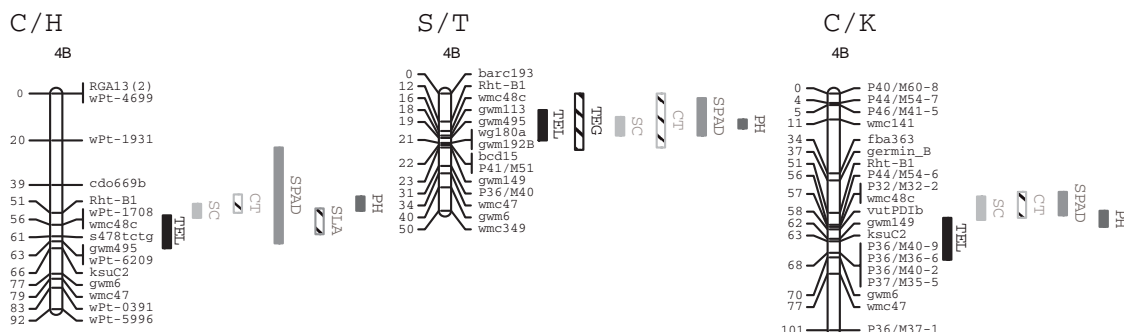 C/H
4B
0
RGA13(2)
wPt-4699
20
wPt-1931
39
cdo669b
51
Rht-B1
56
wPt-1708
wmc48c
61
s478tctg
63
gwm495
wPt-6209
66
ksuC2
77
gwm6
79
wmc47
83
wPt-0391
92
wPt-5996
TEL
SC
CT
SPAD
SLA
PH
S/T
4B
0
barc193
12
Rht-B1
16
wmc48c
18
gwm113
19
gwm495
21
wg180a
gwm192B
22
bcd15
P41/M51
23
gwm149
31
P36/M40
34
wmc47
40
gwm6
50
wmc349
TEL
TEG
SC
CT
SPAD
PH
C/K
4B
0
P40/M60-8
4
P44/M54-7
5
P46/M41-5
11
wmc141
34
fba363
37
germin_B
51
Rht-B1
56
P44/M54-6
57
P32/M32-2
wmc48c
58
vutPDIb
62
gwm149
63
ksuC2
68
P36/M40-9
P36/M36-6
P36/M40-2
P37/M35-5
70
gwm6
77
wmc47
101
P36/M37-1
TEL
SC
CT
SPAD
PH